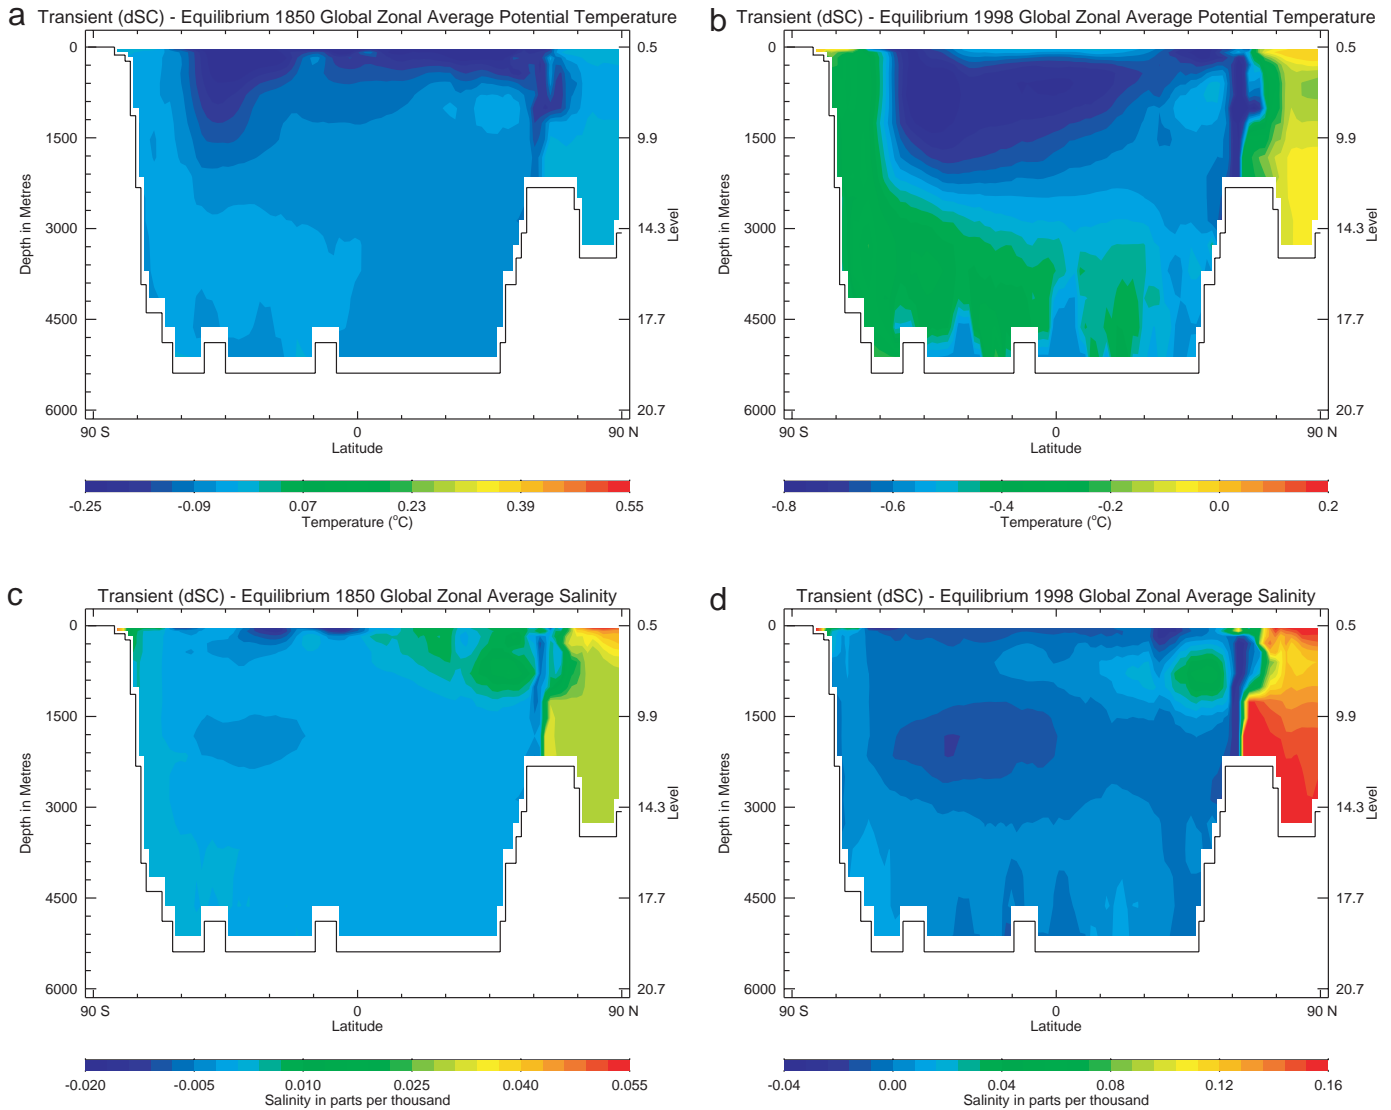 a
Transient (dSC) - Equilibrium 1850 Global Zonal Average Potential Temperature
0
1500
3000
4500
6000
Depth in Metres
0.5
9.9
14.3
17.7
20.7
Level
90 S
0
90 N
Latitude
-0.25
-0.09
0.07
0.23
0.39
0.55
Temperature (°C)
b
Transient (dSC) - Equilibrium 1998 Global Zonal Average Potential Temperature
0
1500
3000
4500
6000
Depth in Metres
0.5
9.9
14.3
17.7
20.7
Level
90 S
0
90 N
Latitude
-0.8
-0.6
-0.4
-0.2
0.0
0.2
Temperature (°C)
c
Transient (dSC) - Equilibrium 1850 Global Zonal Average Salinity
0
1500
3000
4500
6000
Depth in Metres
0.5
9.9
14.3
17.7
20.7
Level
90 S
0
90 N
Latitude
-0.020
-0.005
0.010
0.025
0.040
0.055
Salinity in parts per thousand
d
Transient (dSC) - Equilibrium 1998 Global Zonal Average Salinity
0
1500
3000
4500
6000
Depth in Metres
0.5
9.9
14.3
17.7
20.7
Level
90 S
0
90 N
Latitude
-0.04
0.00
0.04
0.08
0.12
0.16
Salinity in parts per thousand